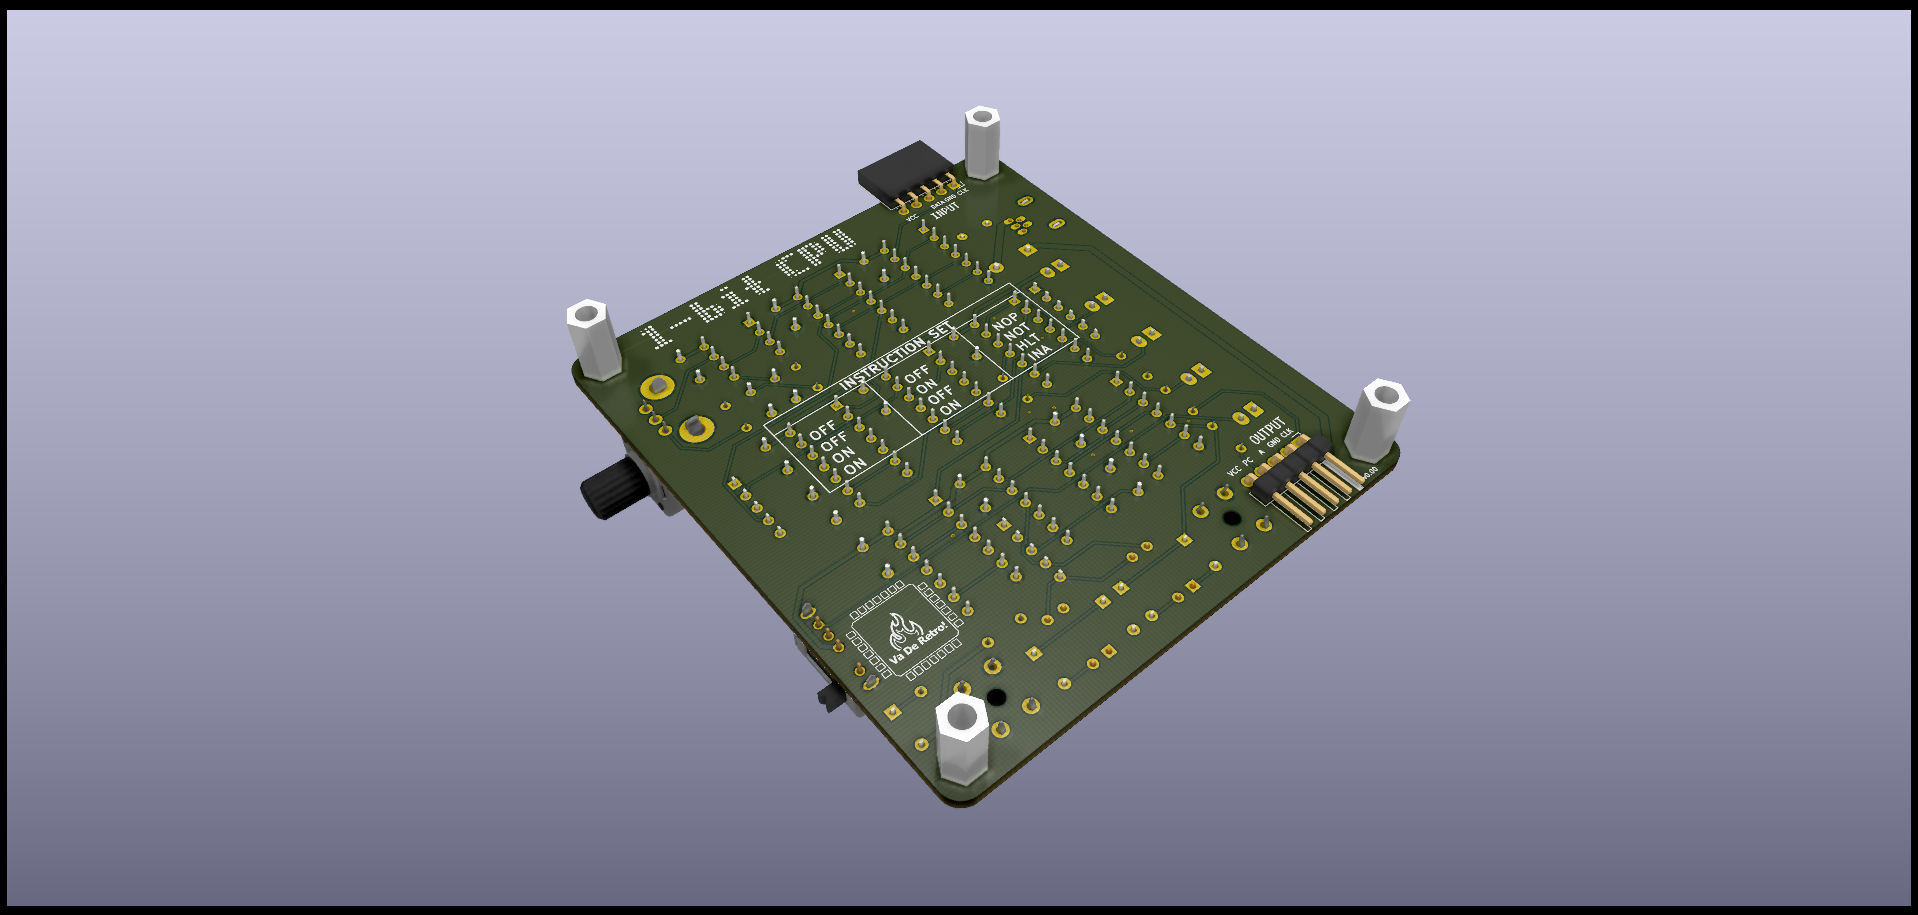 1-bit CPU
VCC DATA GND CLK
INPUT
INSTRUCTION SET
OFF OFF NOP
OFF ON NOT
ON OFF HLT
ON ON INA
OUTPUT
VCC PC A GND CLK
Va De Retro!